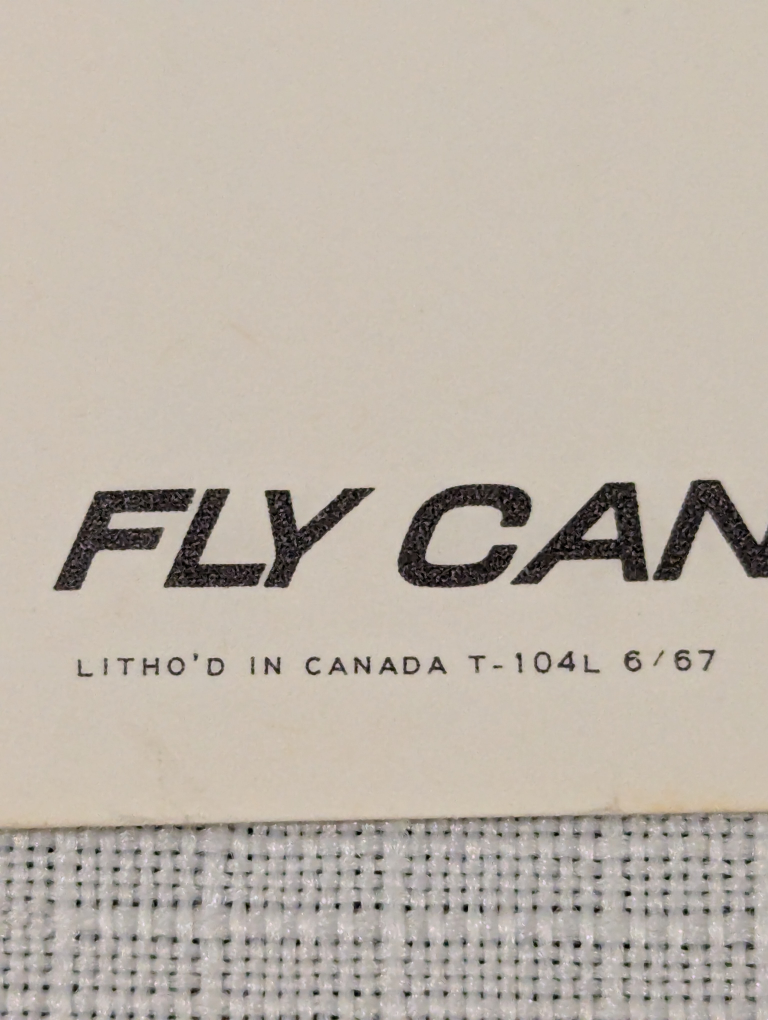 FLY CAN
LITHO'D IN CANADA T-104L 6/67